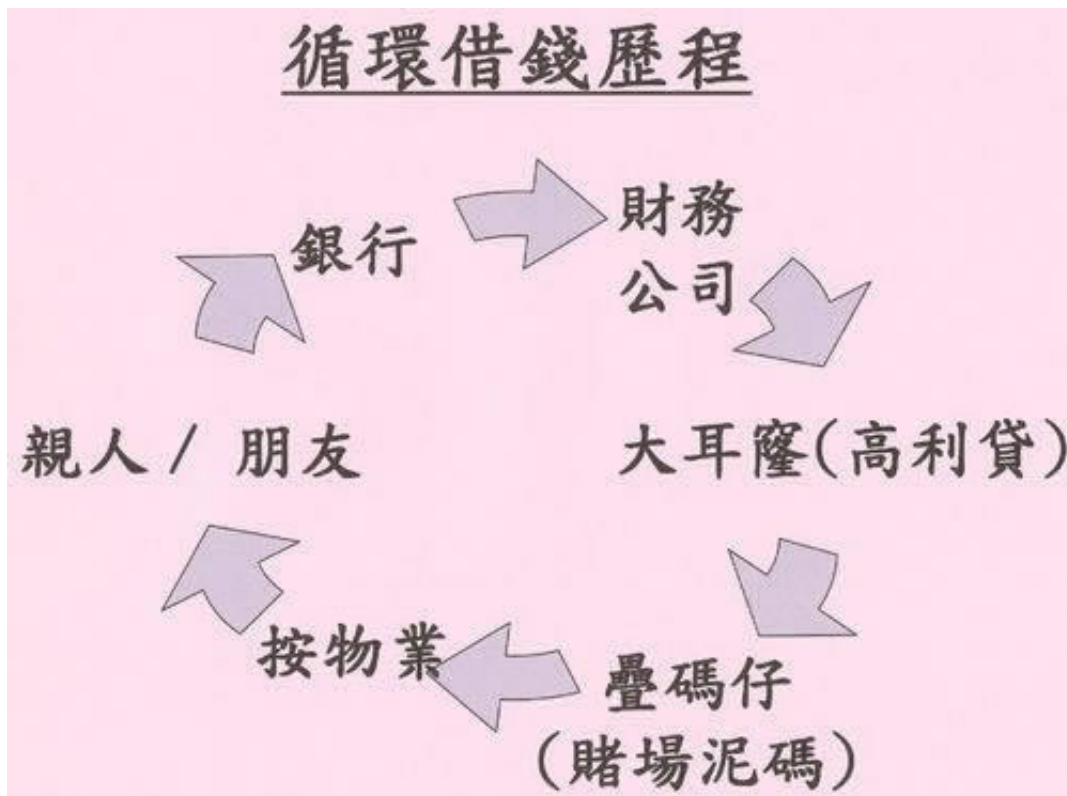 循環借錢歷程
銀行
財務
公司
大耳窿(高利貸)
疊碼仔
(賭場泥碼)
按物業
親人 / 朋友